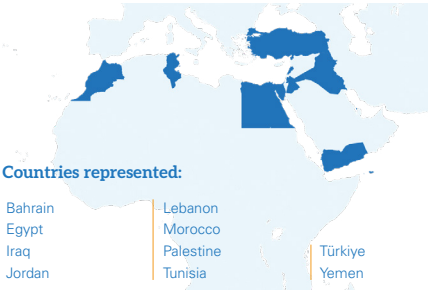 Countries represented:
Bahrain
Egypt
Iraq
Jordan
Lebanon
Morocco
Palestine
Tunisia
Türkiye
Yemen